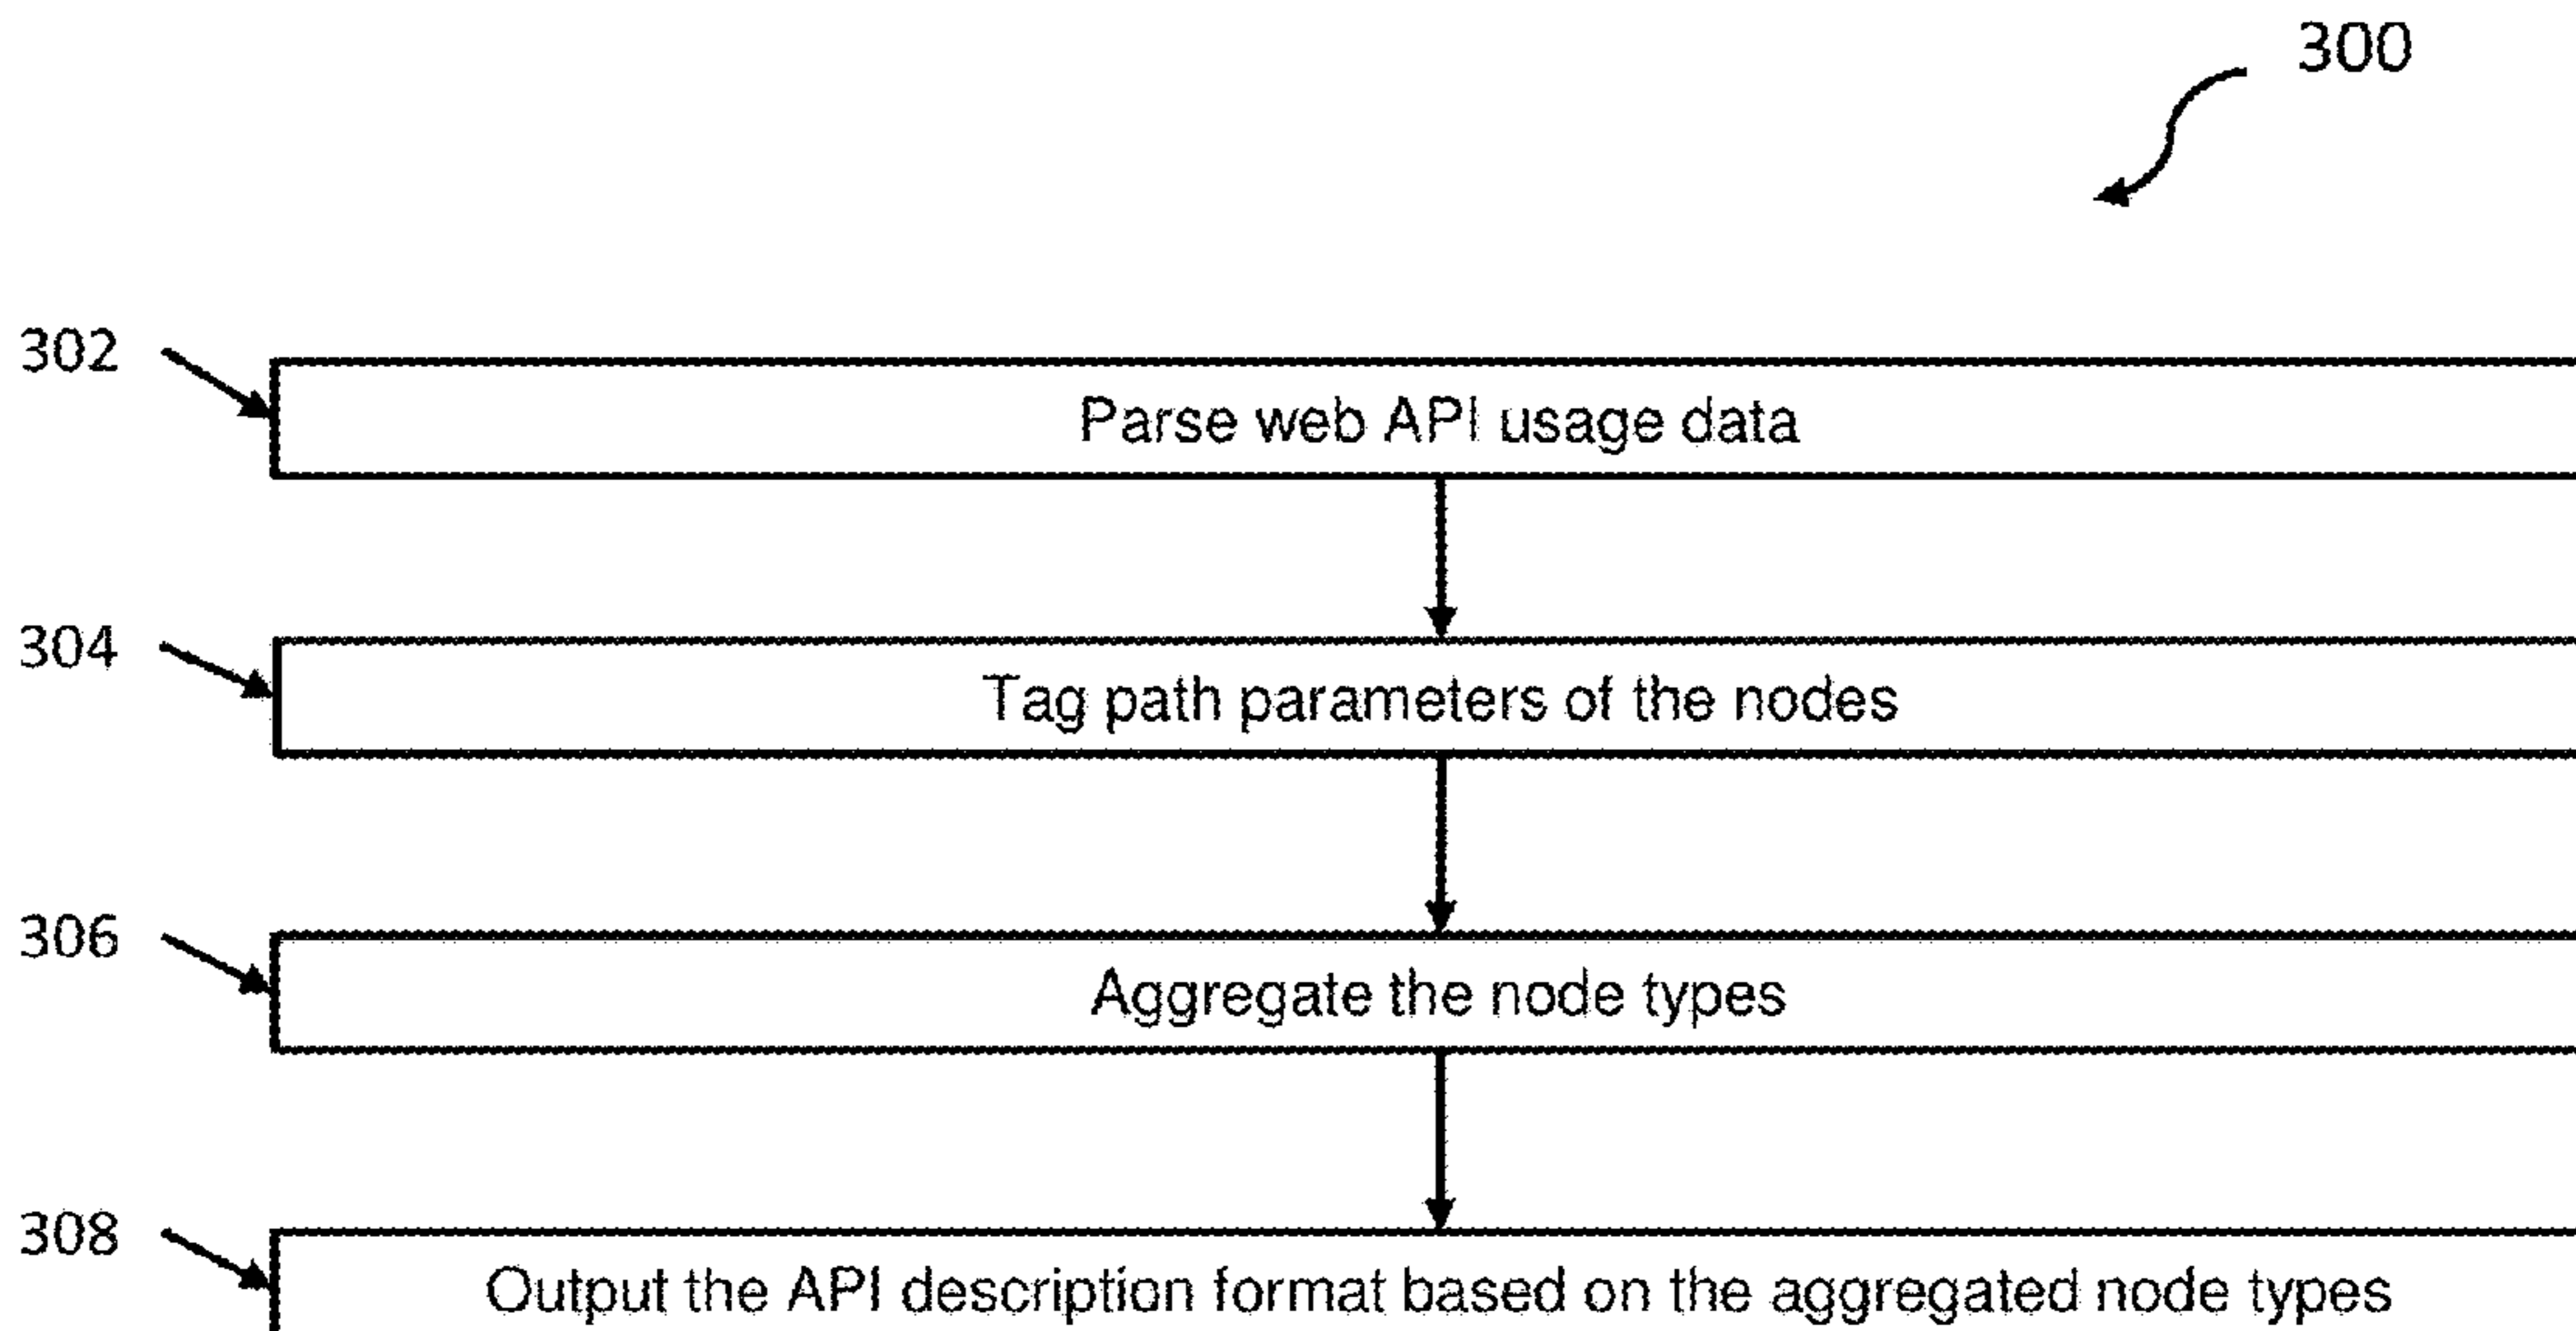 300
302
Parse web API usage data
304
Tag path parameters of the nodes
306
Aggregate the node types
308
Output the API description format based on the aggregated node types